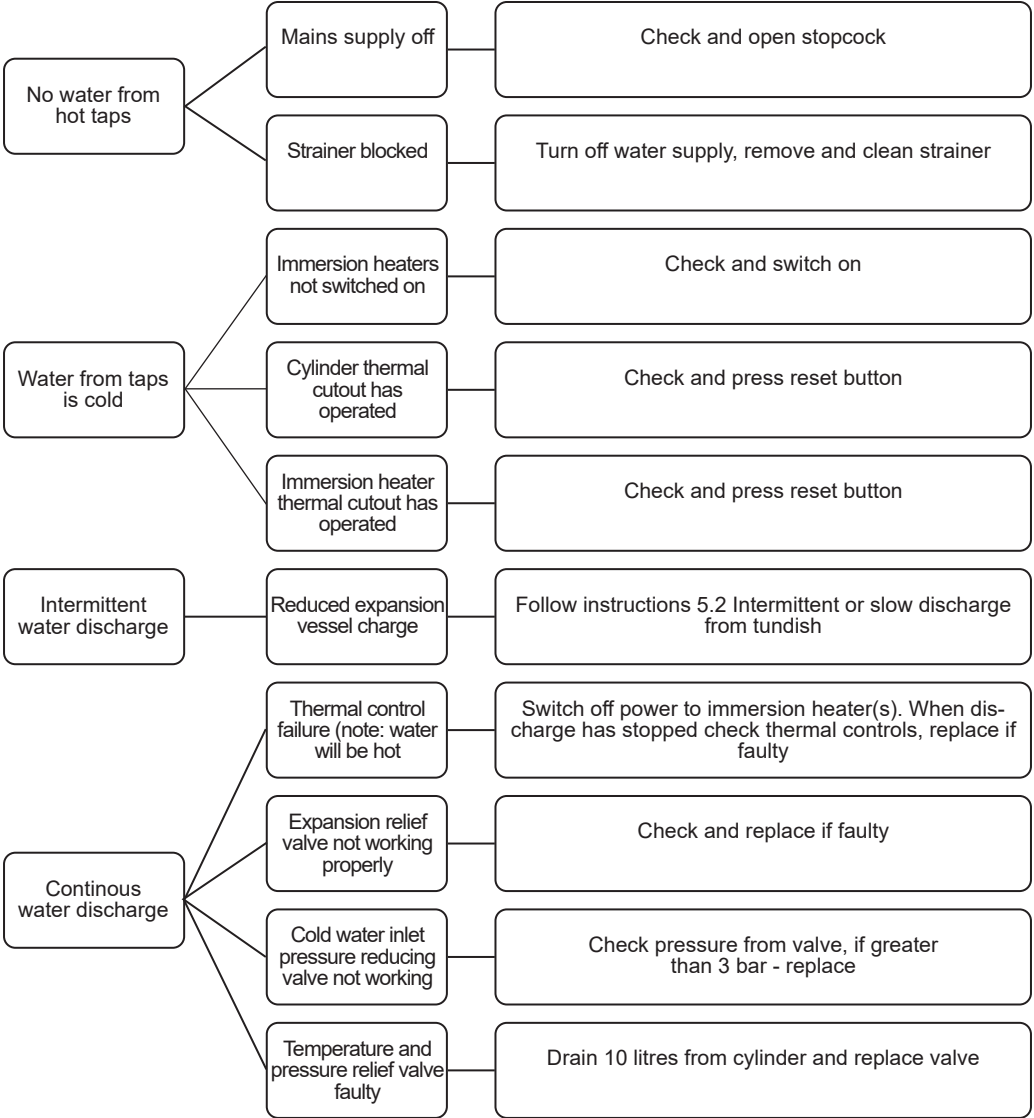 No water from
hot taps
Mains supply off
Check and open stopcock
Strainer blocked
Turn off water supply, remove and clean strainer
Water from taps
is cold
Immersion heaters
not switched on
Check and switch on
Cylinder thermal
cutout has
operated
Check and press reset button
Immersion heater
thermal cutout has
operated
Check and press reset button
Intermittent
water discharge
Reduced expansion
vessel charge
Follow instructions 5.2 Intermittent or slow discharge
from tundish
Continous
water discharge
Thermal control
failure (note: water
will be hot
Switch off power to immersion heater(s). When dis-
charge has stopped check thermal controls, replace if
faulty
Expansion relief
valve not working
properly
Check and replace if faulty
Cold water inlet
pressure reducing
valve not working
Check pressure from valve, if greater
than 3 bar - replace
Temperature and
pressure relief valve
faulty
Drain 10 litres from cylinder and replace valve